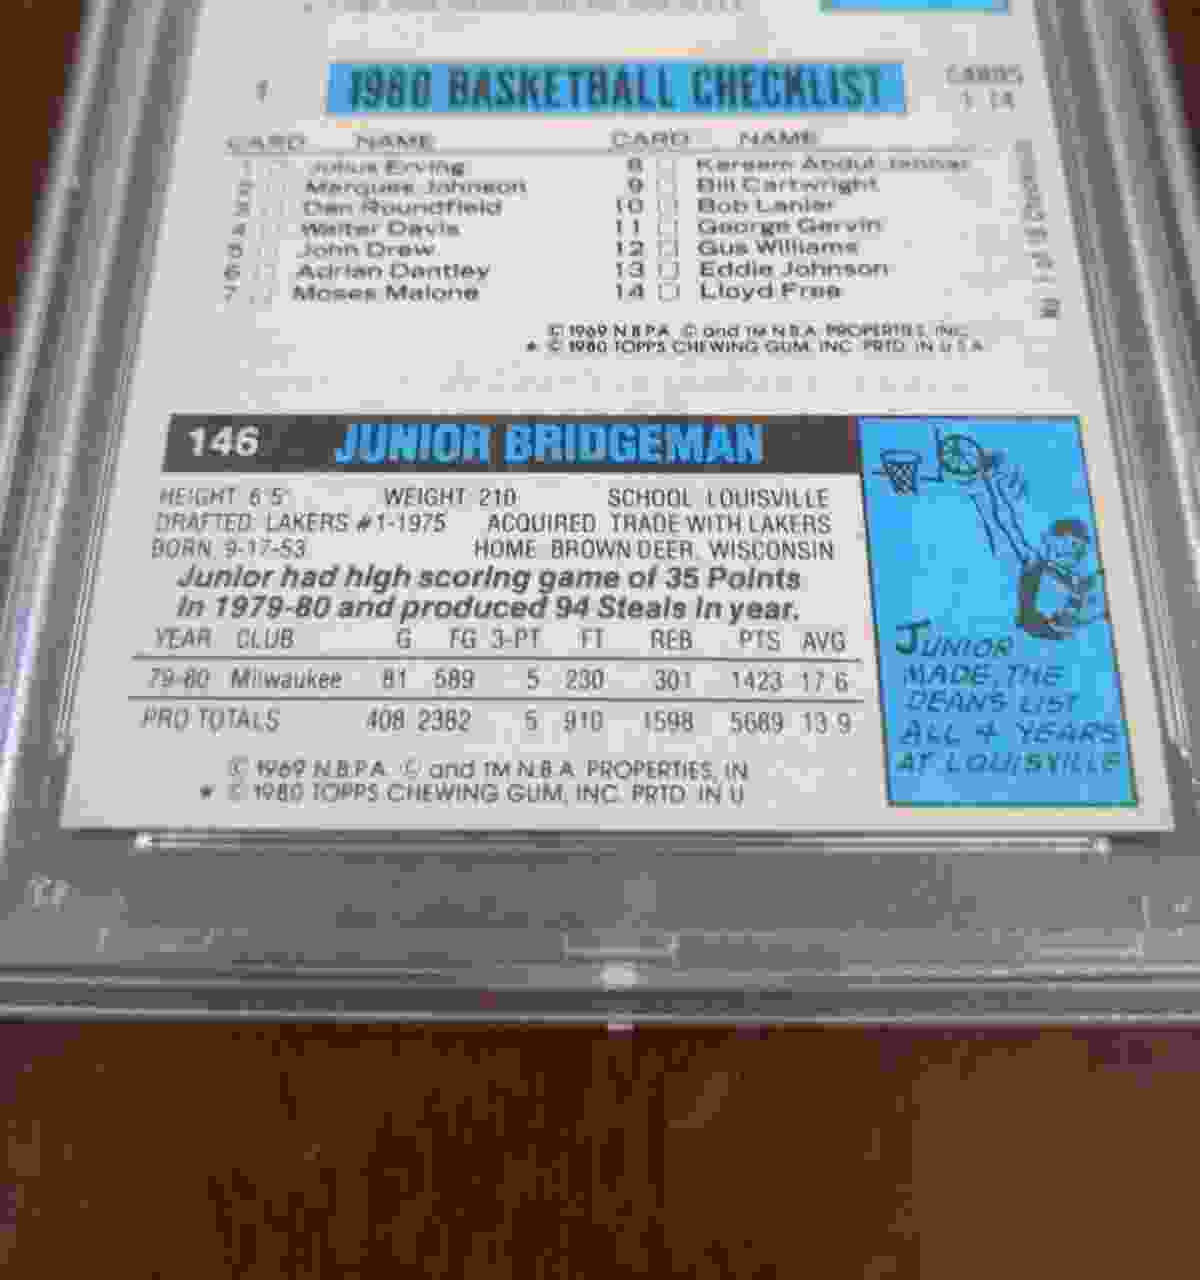 1980 BASKETBALL CHECKLIST
1
CARDS
1 14
CARD NAME CARD NAME
1 Julius Erving 8 Kareem Abdul Jabbar
2 Marques Johnson 9 Bill Cartwright
3 Dan Roundfield 10 Bob Lanier
4 Walter Davis 11 George Gervin
5 John Drew 12 Gus Williams
6 Adrian Dantley 13 Eddie Johnson
7 Moses Malone 14 Lloyd Free
© 1969 N.B.P.A. © and TM N.B.A. PROPERTIES, INC.
* © 1980 TOPPS CHEWING GUM, INC. PRTD. IN U.S.A.
146 JUNIOR BRIDGEMAN
HEIGHT: 6'5" WEIGHT: 210 SCHOOL: LOUISVILLE
DRAFTED: LAKERS #1-1975 ACQUIRED: TRADE WITH LAKERS
BORN: 9-17-53 HOME: BROWN DEER, WISCONSIN
Junior had high scoring game of 35 Points
in 1979-80 and produced 94 Steals in year.
YEAR CLUB G FG 3-PT FT REB PTS AVG
79-80 Milwaukee 81 589 5 230 301 1423 17.6
PRO TOTALS 408 2382 5 910 1598 5689 13.9
© 1969 N.B.P.A. © and TM N.B.A. PROPERTIES, IN
* © 1980 TOPPS CHEWING GUM, INC. PRTD. IN U
JUNIOR
MADE THE
DEANS LIST
ALL 4 YEARS
AT LOUISVILLE